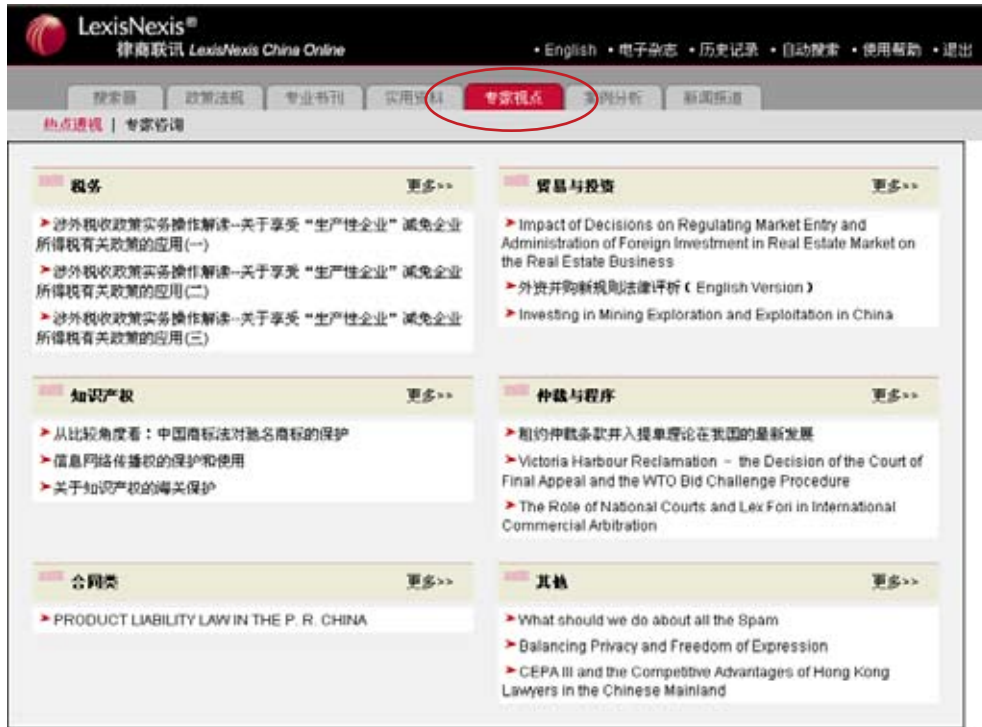 LexisNexis®
律商联讯 LexisNexis China Online
• English • 电子杂志 • 历史记录 • 自动搜索 • 使用帮助 • 退出
搜索器 政策法规 专业书刊 实用资料 专家视点 案例分析 新闻报道
热点透视 | 专家咨询
税务 更多>>
涉外税收政策实务操作解读--关于享受“生产性企业”减免企业
所得税有关政策的应用(一)
涉外税收政策实务操作解读--关于享受“生产性企业”减免企业
所得税有关政策的应用(二)
涉外税收政策实务操作解读--关于享受“生产性企业”减免企业
所得税有关政策的应用(三)
贸易与投资 更多>>
Impact of Decisions on Regulating Market Entry and
Administration of Foreign Investment in Real Estate Market on
the Real Estate Business
外资并购新规则法律评析 ( English Version )
Investing in Mining Exploration and Exploitation in China
知识产权 更多>>
从比较角度看：中国商标法对驰名商标的保护
信息网络传播权的保护和使用
关于知识产权的海关保护
仲裁与程序 更多>>
租约仲裁条款并入提单理论在我国的最新发展
Victoria Harbour Reclamation – the Decision of the Court of
Final Appeal and the WTO Bid Challenge Procedure
The Role of National Courts and Lex Fori in International
Commercial Arbitration
合同类 更多>>
PRODUCT LIABILITY LAW IN THE P. R. CHINA
其他 更多>>
What should we do about all the Spam
Balancing Privacy and Freedom of Expression
CEPA III and the Competitive Advantages of Hong Kong
Lawyers in the Chinese Mainland